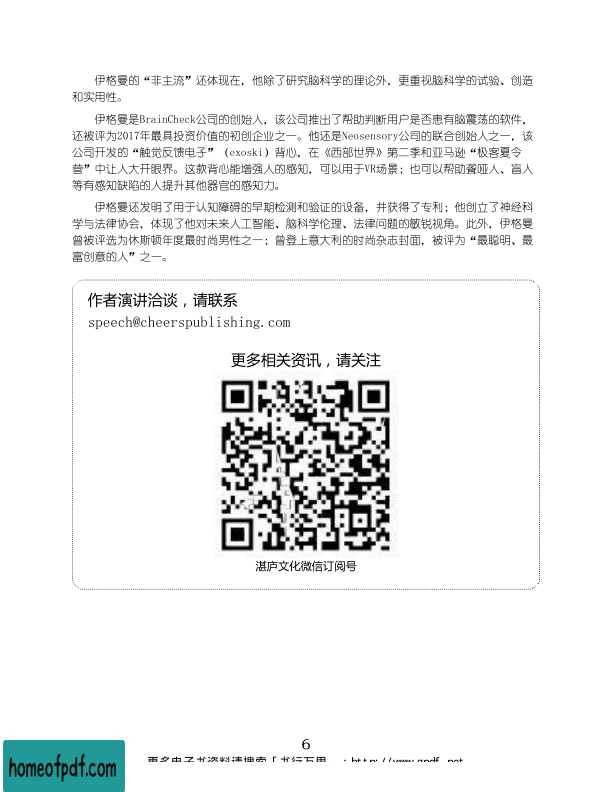 伊格曼的“非主流”还体现在，他除了研究脑科学的理论外，更重视脑科学的试验、创造
和实用性。
伊格曼是BrainCheck公司的创始人，该公司推出了帮助判断用户是否患有脑震荡的软件，
还被评为2017年最具投资价值的初创企业之一。他还是Neosensory公司的联合创始人之一，该
公司开发的“触觉反馈电子”（exoski）背心，在《西部世界》第二季和亚马逊“极客夏令
营”中让人大开眼界。这款背心能增强人的感知，可以用于VR场景；也可以帮助聋哑人、盲人
等有感知缺陷的人提升其他器官的感知力。
伊格曼还发明了用于认知障碍的早期检测和验证的设备，并获得了专利；他创立了神经科
学与法律协会，体现了他对未来人工智能、脑科学伦理、法律问题的敏锐视角。此外，伊格曼
曾被评选为休斯顿年度最时尚男性之一；曾登上意大利的时尚杂志封面，被评为“最聪明、最
富创意的人”之一。
作者演讲洽谈，请联系
speech@cheerspublishing.com
更多相关资讯，请关注
湛庐文化微信订阅号
6
homeofpdf.com